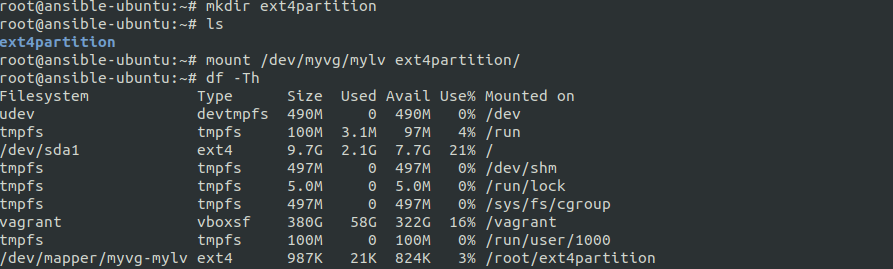 root@ansible-ubuntu:~# mkdir ext4partition
root@ansible-ubuntu:~# ls
ext4partition
root@ansible-ubuntu:~# mount /dev/myvg/mylv ext4partition/
root@ansible-ubuntu:~# df -Th
Filesystem            Type      Size  Used Avail Use% Mounted on
udev                  devtmpfs  490M     0  490M   0% /dev
tmpfs                 tmpfs     100M  3.1M   97M   4% /run
/dev/sda1             ext4      9.7G  2.1G  7.7G  21% /
tmpfs                 tmpfs     497M     0  497M   0% /dev/shm
tmpfs                 tmpfs     5.0M     0  5.0M   0% /run/lock
tmpfs                 tmpfs     497M     0  497M   0% /sys/fs/cgroup
vagrant               vboxsf    380G   58G  322G  16% /vagrant
tmpfs                 tmpfs     100M     0  100M   0% /run/user/1000
/dev/mapper/myvg-mylv ext4      987K   21K  824K   3% /root/ext4partition